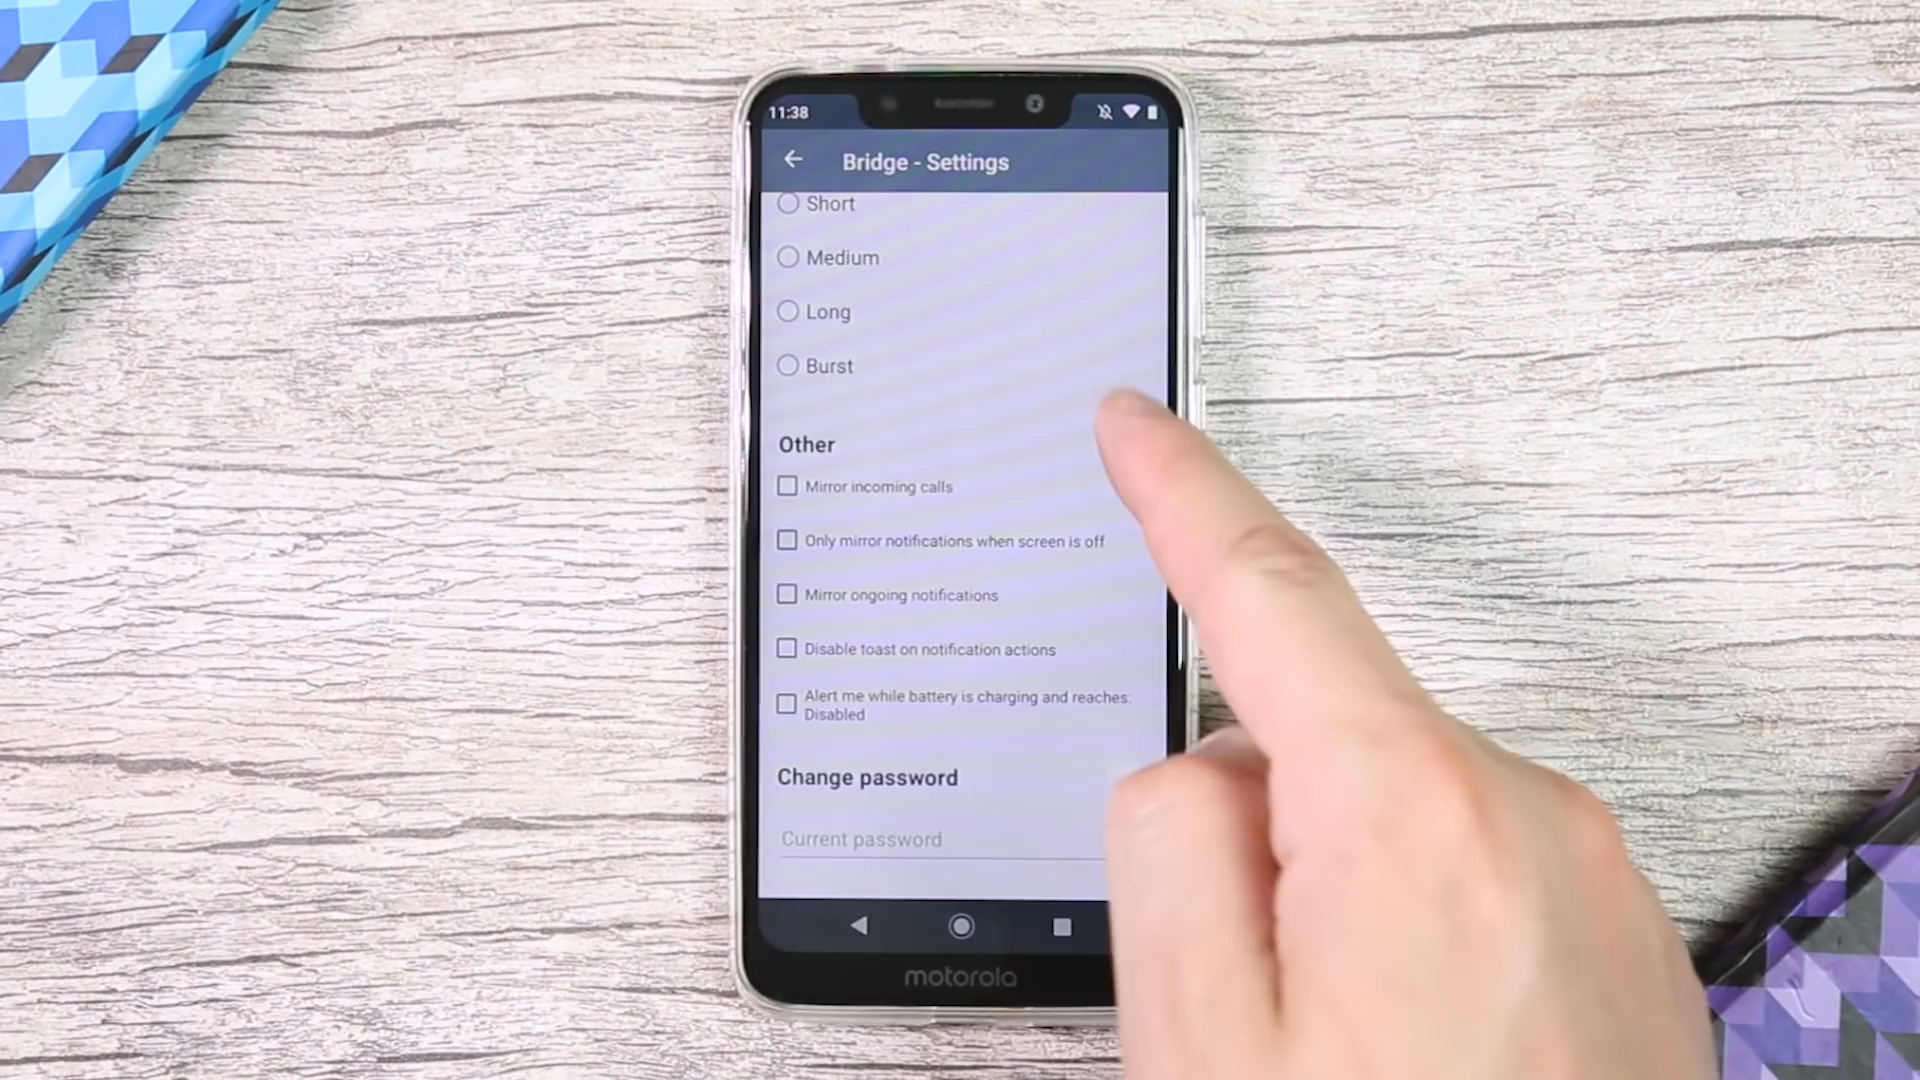 11:38
Bridge - Settings
Short
Medium
Long
Burst
Other
Mirror incoming calls
Only mirror notifications when screen is off
Mirror ongoing notifications
Disable toast on notification actions
Alert me while battery is charging and reaches:
Disabled
Change password
Current password
motorola